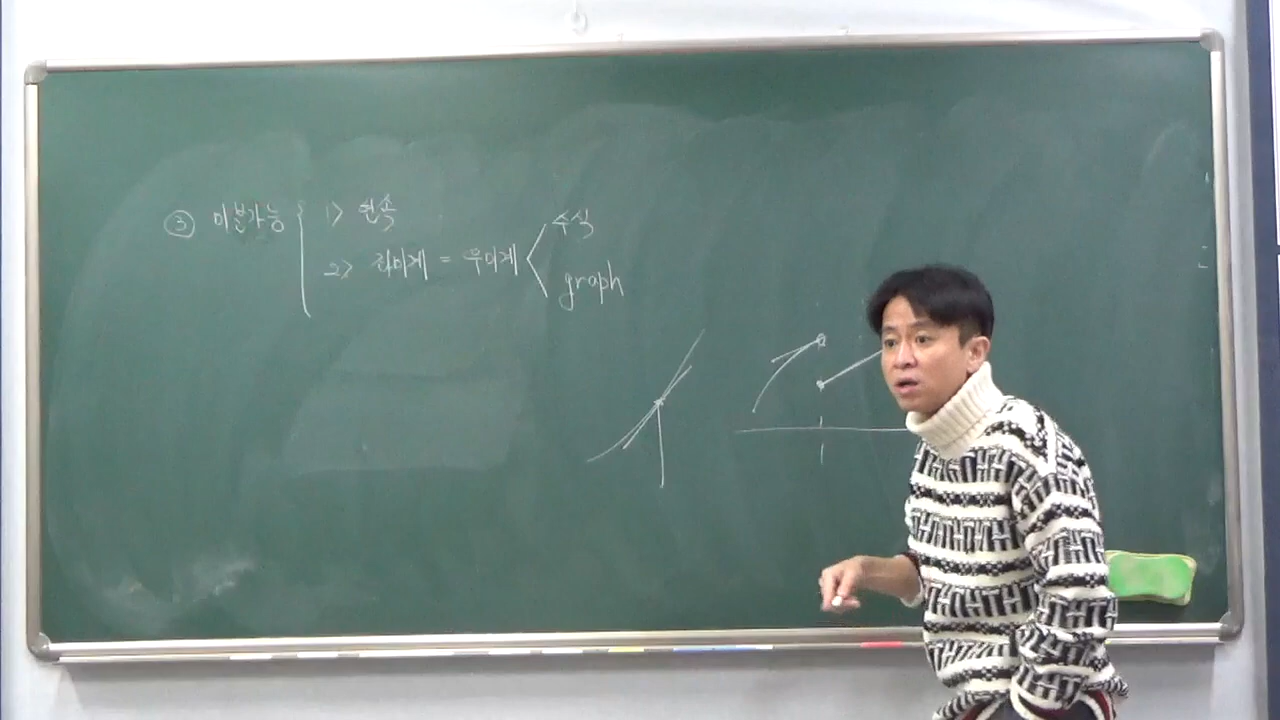 ③ 미분가능 1> 연속
2> 좌미계 = 우미계
수식
graph